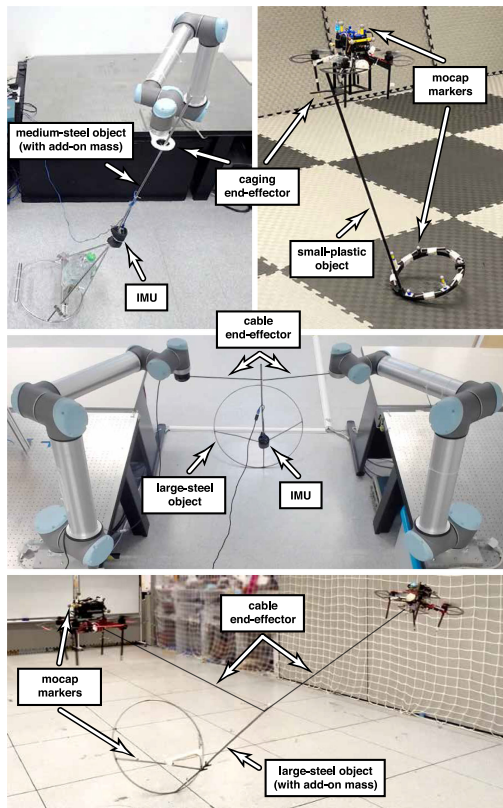 medium-steel object
(with add-on mass)
caging
end-effector
IMU
mocap
markers
small-plastic
object
cable
end-effector
large-steel
object
IMU
cable
end-effector
mocap
markers
large-steel object
(with add-on mass)